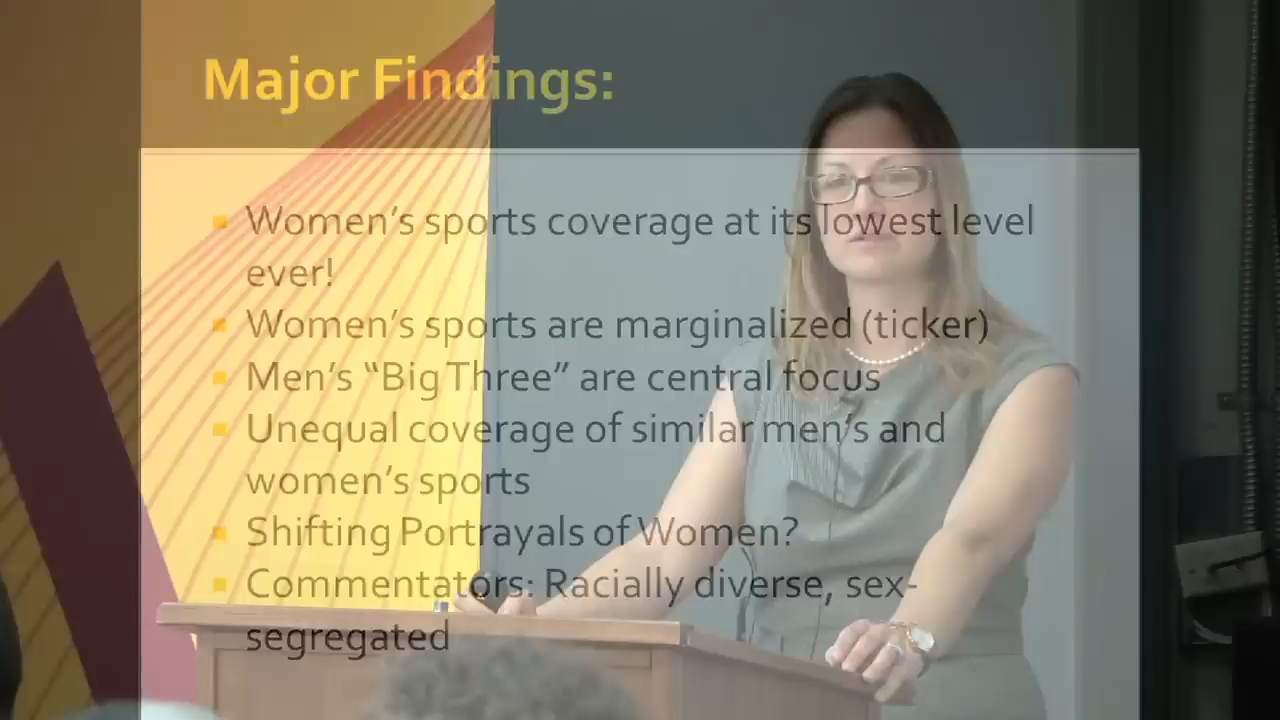 Major Findings:
Women's sports coverage at its lowest level
ever!
Women's sports are marginalized (ticker)
Men's “Big Three” are central focus
Unequal coverage of similar men's and
women's sports
Shifting Portrayals of Women?
Commentators: Racially diverse, sex-
segregated